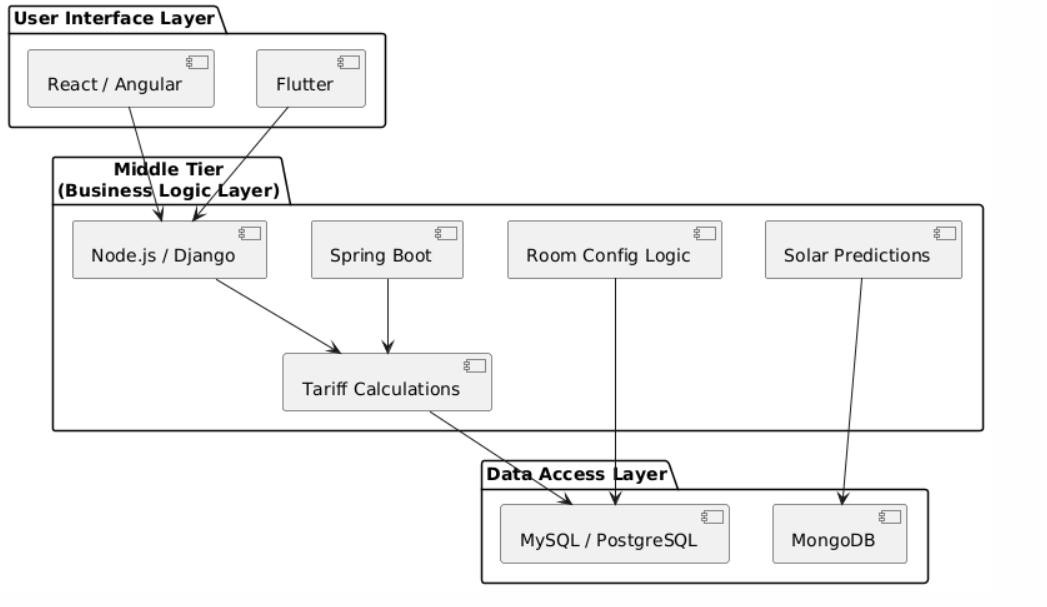 User Interface Layer
React / Angular
Flutter
Middle Tier
(Business Logic Layer)
Node.js / Django
Spring Boot
Room Config Logic
Solar Predictions
Tariff Calculations
Data Access Layer
MySQL / PostgreSQL
MongoDB